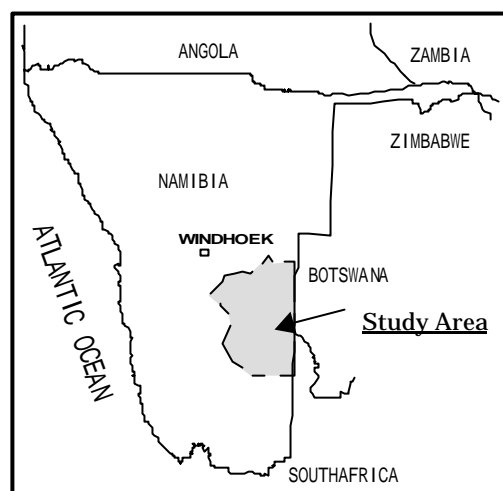 ANGOLA
ZAMBIA
ZIMBABWE
NAMIBIA
WINDHOEK
BOTSWANA
ATLANTIC OCEAN
Study Area
SOUTHAFRICA